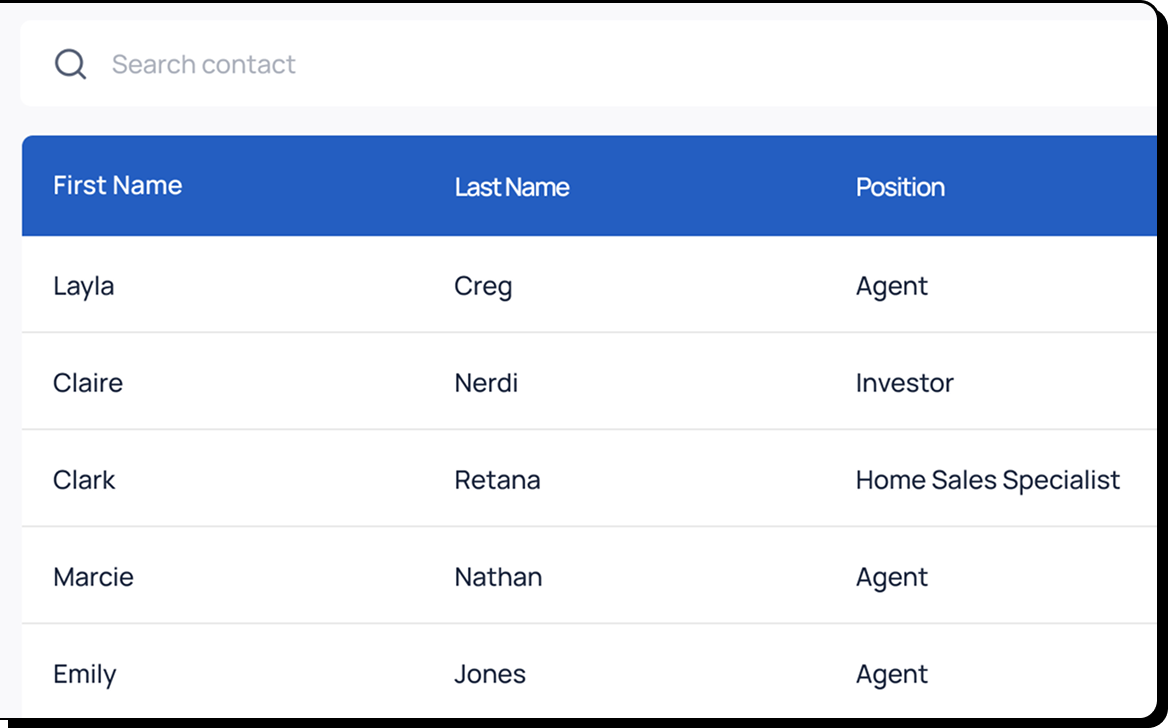 Search contact
First Name Last Name Position
Layla Creg Agent
Claire Nerdi Investor
Clark Retana Home Sales Specialist
Marcie Nathan Agent
Emily Jones Agent